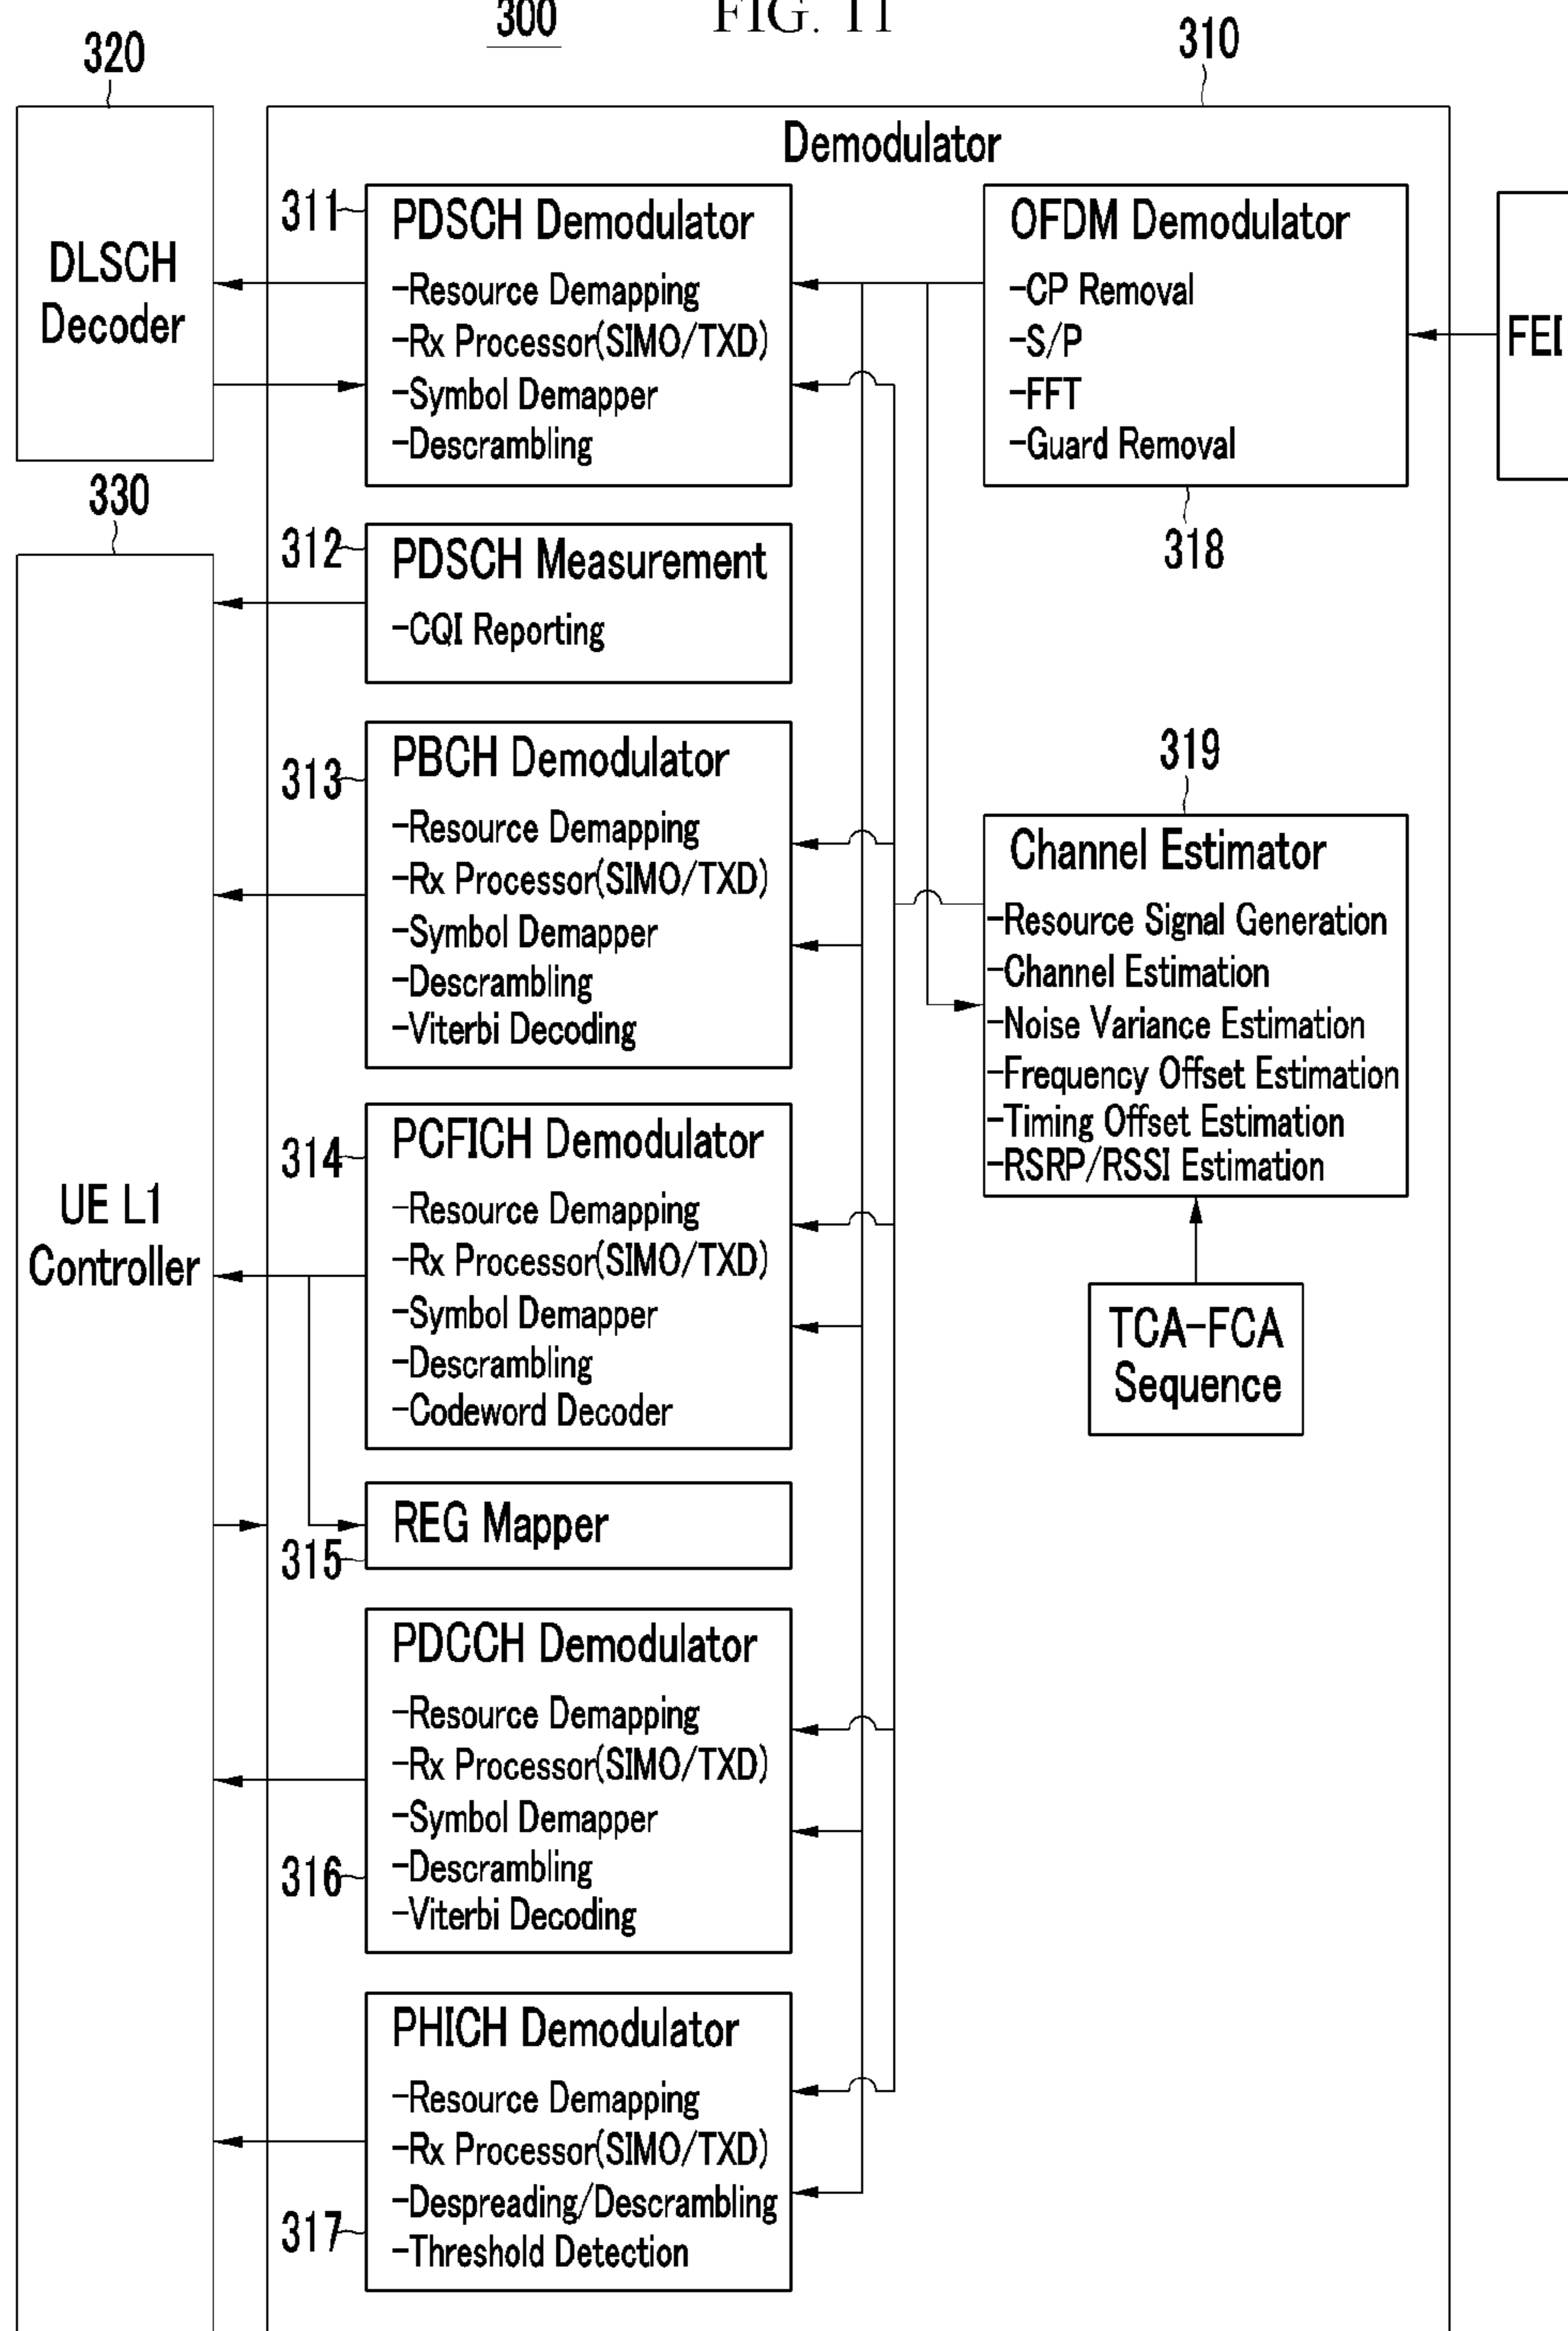 300
FIG. 11
320
310
Demodulator
DLSCH
Decoder
311
PDSCH Demodulator
-Resource Demapping
-Rx Processor(SIMO/TXD)
-Symbol Demapper
-Descrambling
OFDM Demodulator
-CP Removal
-S/P
-FFT
-Guard Removal
318
FEI
330
UE L1
Controller
312
PDSCH Measurement
-CQI Reporting
313
PBCH Demodulator
-Resource Demapping
-Rx Processor(SIMO/TXD)
-Symbol Demapper
-Descrambling
-Viterbi Decoding
319
Channel Estimator
-Resource Signal Generation
-Channel Estimation
-Noise Variance Estimation
-Frequency Offset Estimation
-Timing Offset Estimation
-RSRP/RSSI Estimation
TCA-FCA
Sequence
314
PCFICH Demodulator
-Resource Demapping
-Rx Processor(SIMO/TXD)
-Symbol Demapper
-Descrambling
-Codeword Decoder
315
REG Mapper
316
PDCCH Demodulator
-Resource Demapping
-Rx Processor(SIMO/TXD)
-Symbol Demapper
-Descrambling
-Viterbi Decoding
317
PHICH Demodulator
-Resource Demapping
-Rx Processor(SIMO/TXD)
-Despreading/Descrambling
-Threshold Detection